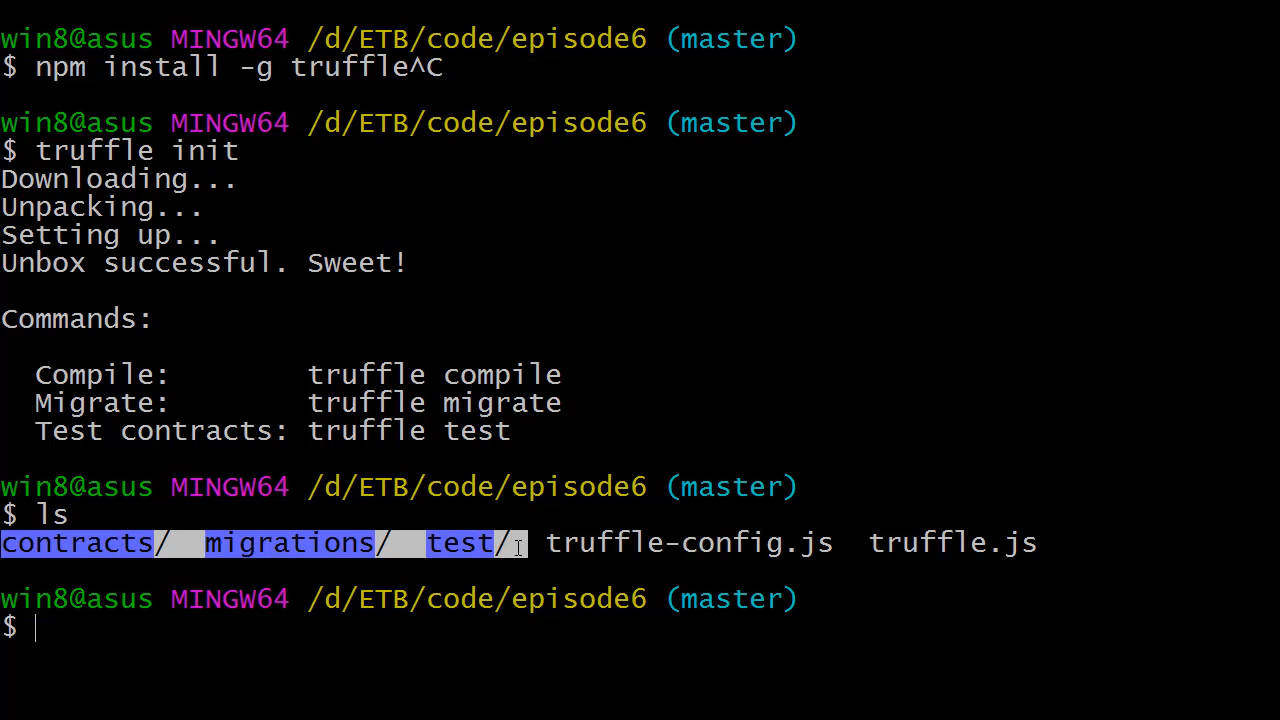 win8@asus MINGW64 /d/ETB/code/episode6 (master)
$ npm install -g truffle^C
win8@asus MINGW64 /d/ETB/code/episode6 (master)
$ truffle init
Downloading...
Unpacking...
Setting up...
Unbox successful. Sweet!
Commands:
Compile: truffle compile
Migrate: truffle migrate
Test contracts: truffle test
win8@asus MINGW64 /d/ETB/code/episode6 (master)
$ ls
contracts/ migrations/ test/ truffle-config.js truffle.js
win8@asus MINGW64 /d/ETB/code/episode6 (master)
$